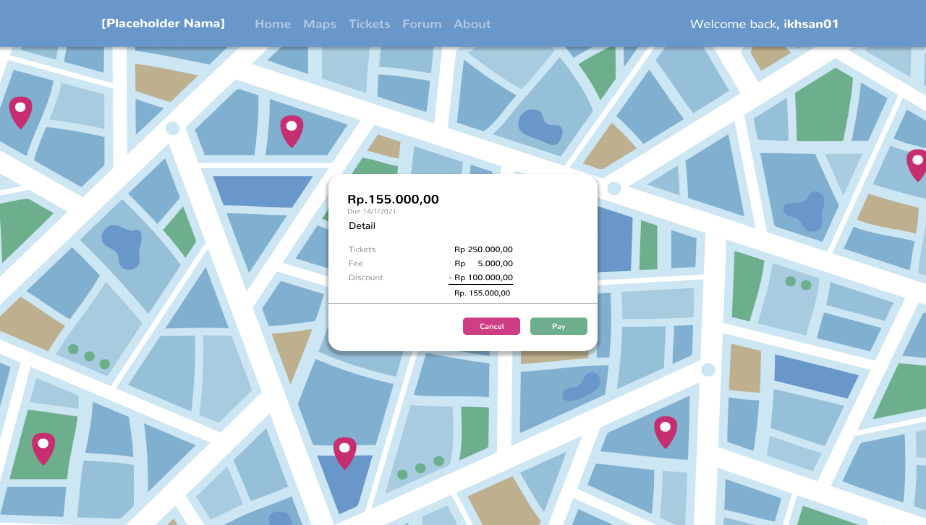 [Placeholder Nama] Home Maps Tickets Forum About Welcome back, ikhsan01
Rp.155.000,00
Due 14/1/2021
Detail
Tickets Rp 250.000,00
Fee Rp 5.000,00
Discount - Rp 100.000,00
Rp. 155.000,00
Cancel Pay